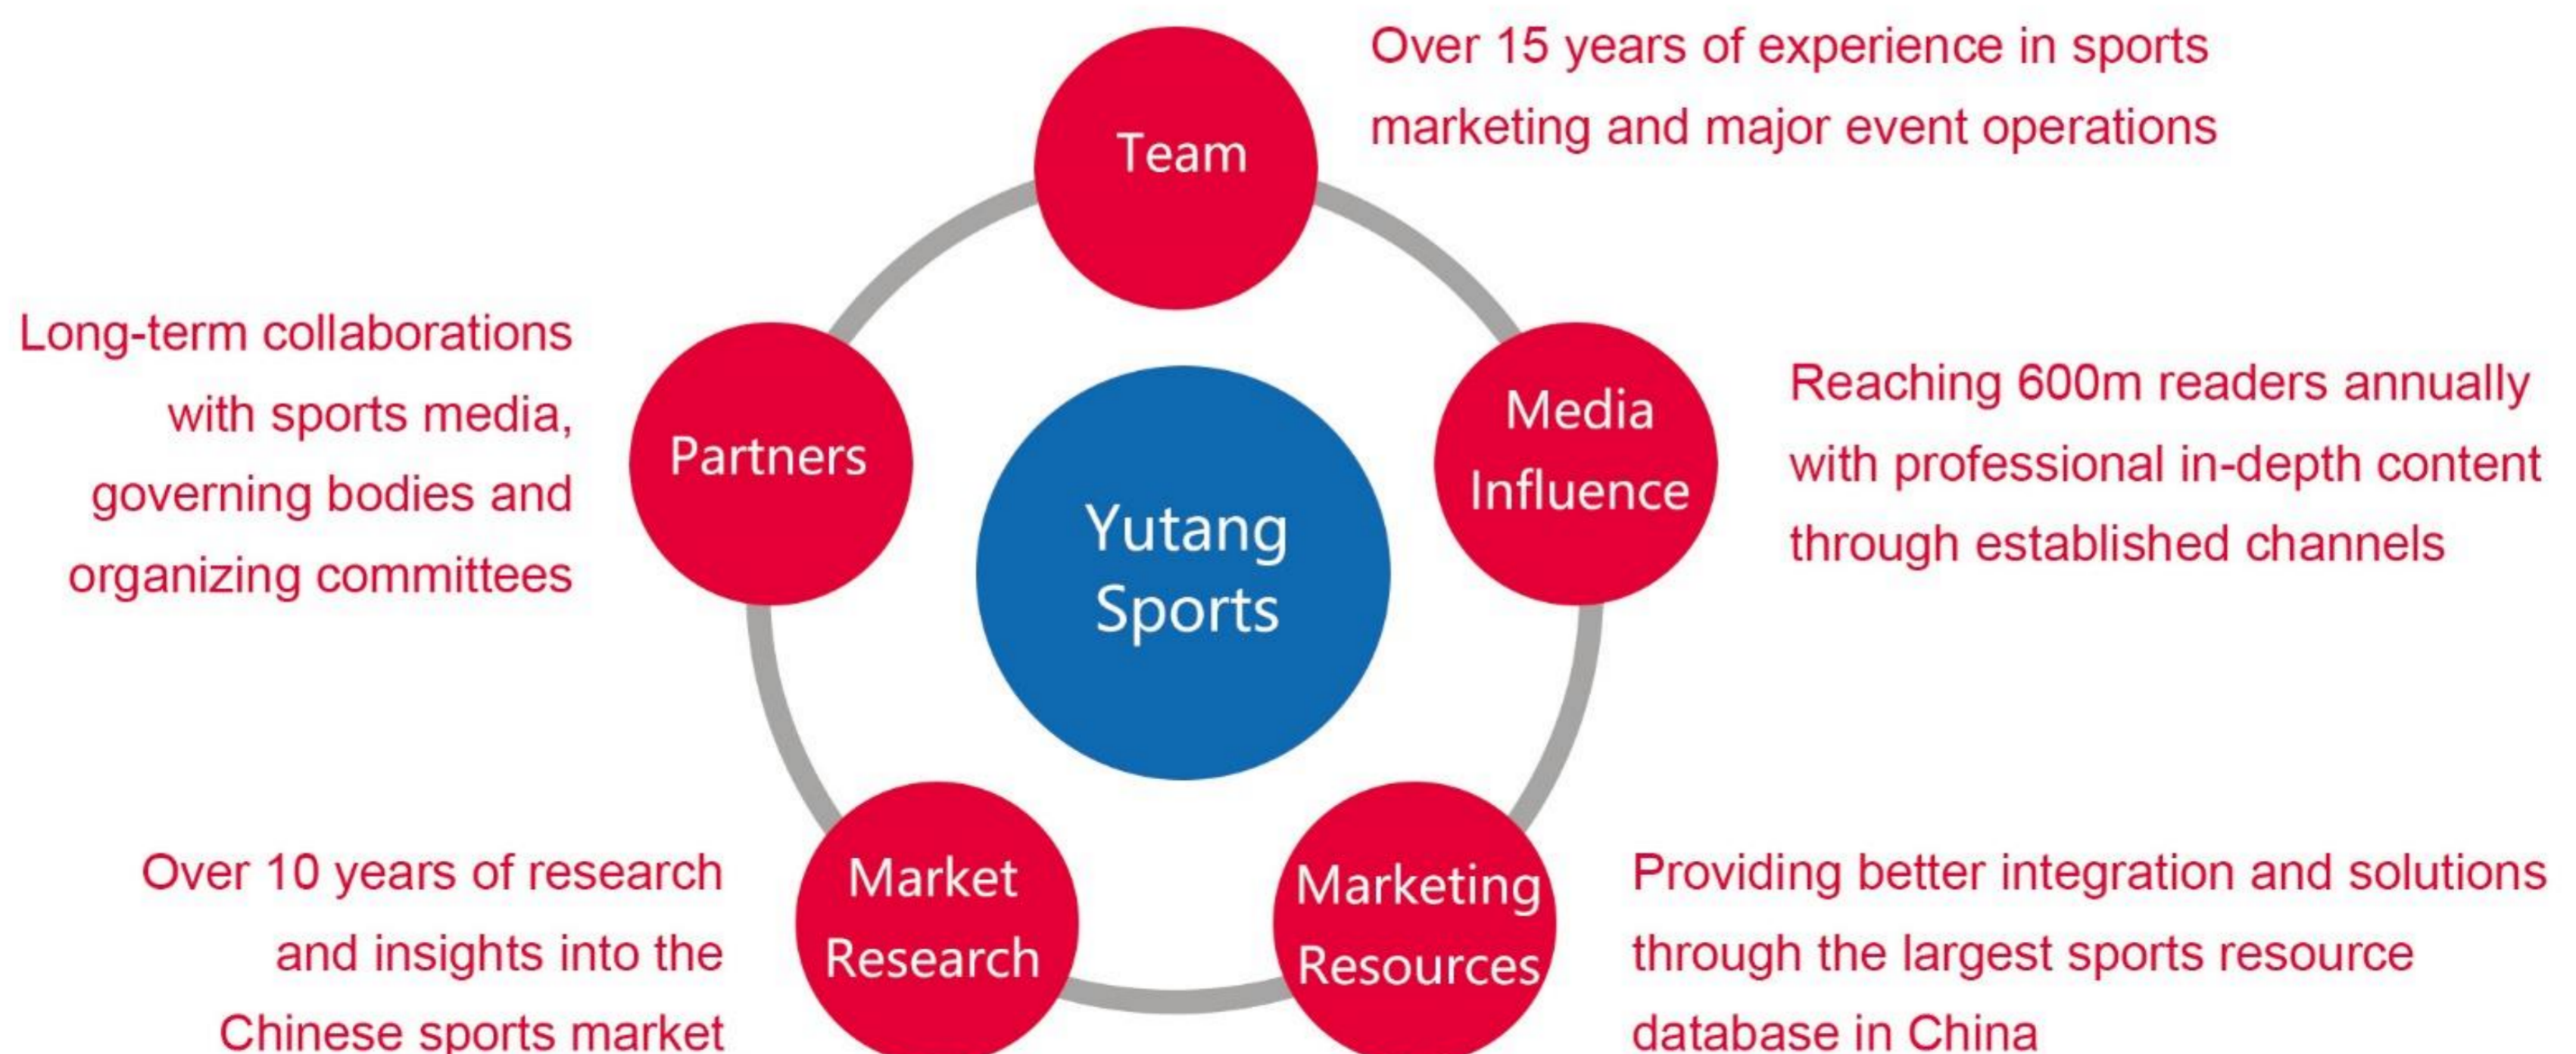 Team
Over 15 years of experience in sports
marketing and major event operations
Media
Influence
Reaching 600m readers annually
with professional in-depth content
through established channels
Marketing
Resources
Providing better integration and solutions
through the largest sports resource
database in China
Market
Research
Over 10 years of research
and insights into the
Chinese sports market
Partners
Long-term collaborations
with sports media,
governing bodies and
organizing committees
Yutang
Sports